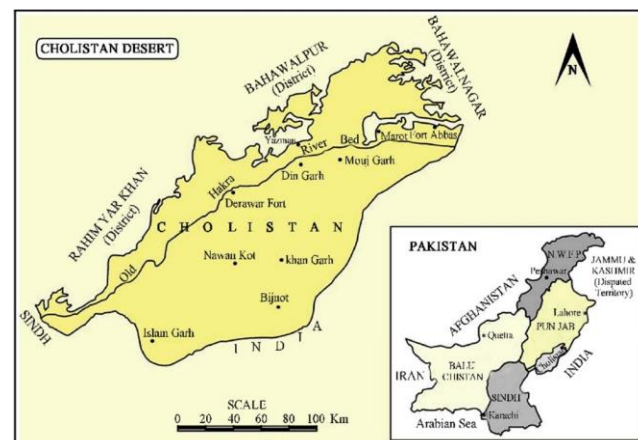 CHOLISTAN DESERT
BAHAWALPUR
(District)
BAHAWALNAGAR
(District)
N
Yazman
River
Bed
Marot
Fort Abbas
Mouj Garh
Din Garh
Hakra
Derawar Fort
RAHIM YAR KHAN
(District)
CHOLISTAN
Old
Nawan Kot
khan Garh
Bijnot
SINDH
Islam Garh
INDIA
SCALE
0 20 40 60 80 100 Km
PAKISTAN
N.W.F.P
Peshawar
JAMMU &
KASHMIR
(Disputed
Territory)
AFGHANISTAN
Lahore
PUNJAB
Quetta
IRAN
BALU
CHISTAN
INDIA
SINDH
Karachi
Arabian Sea